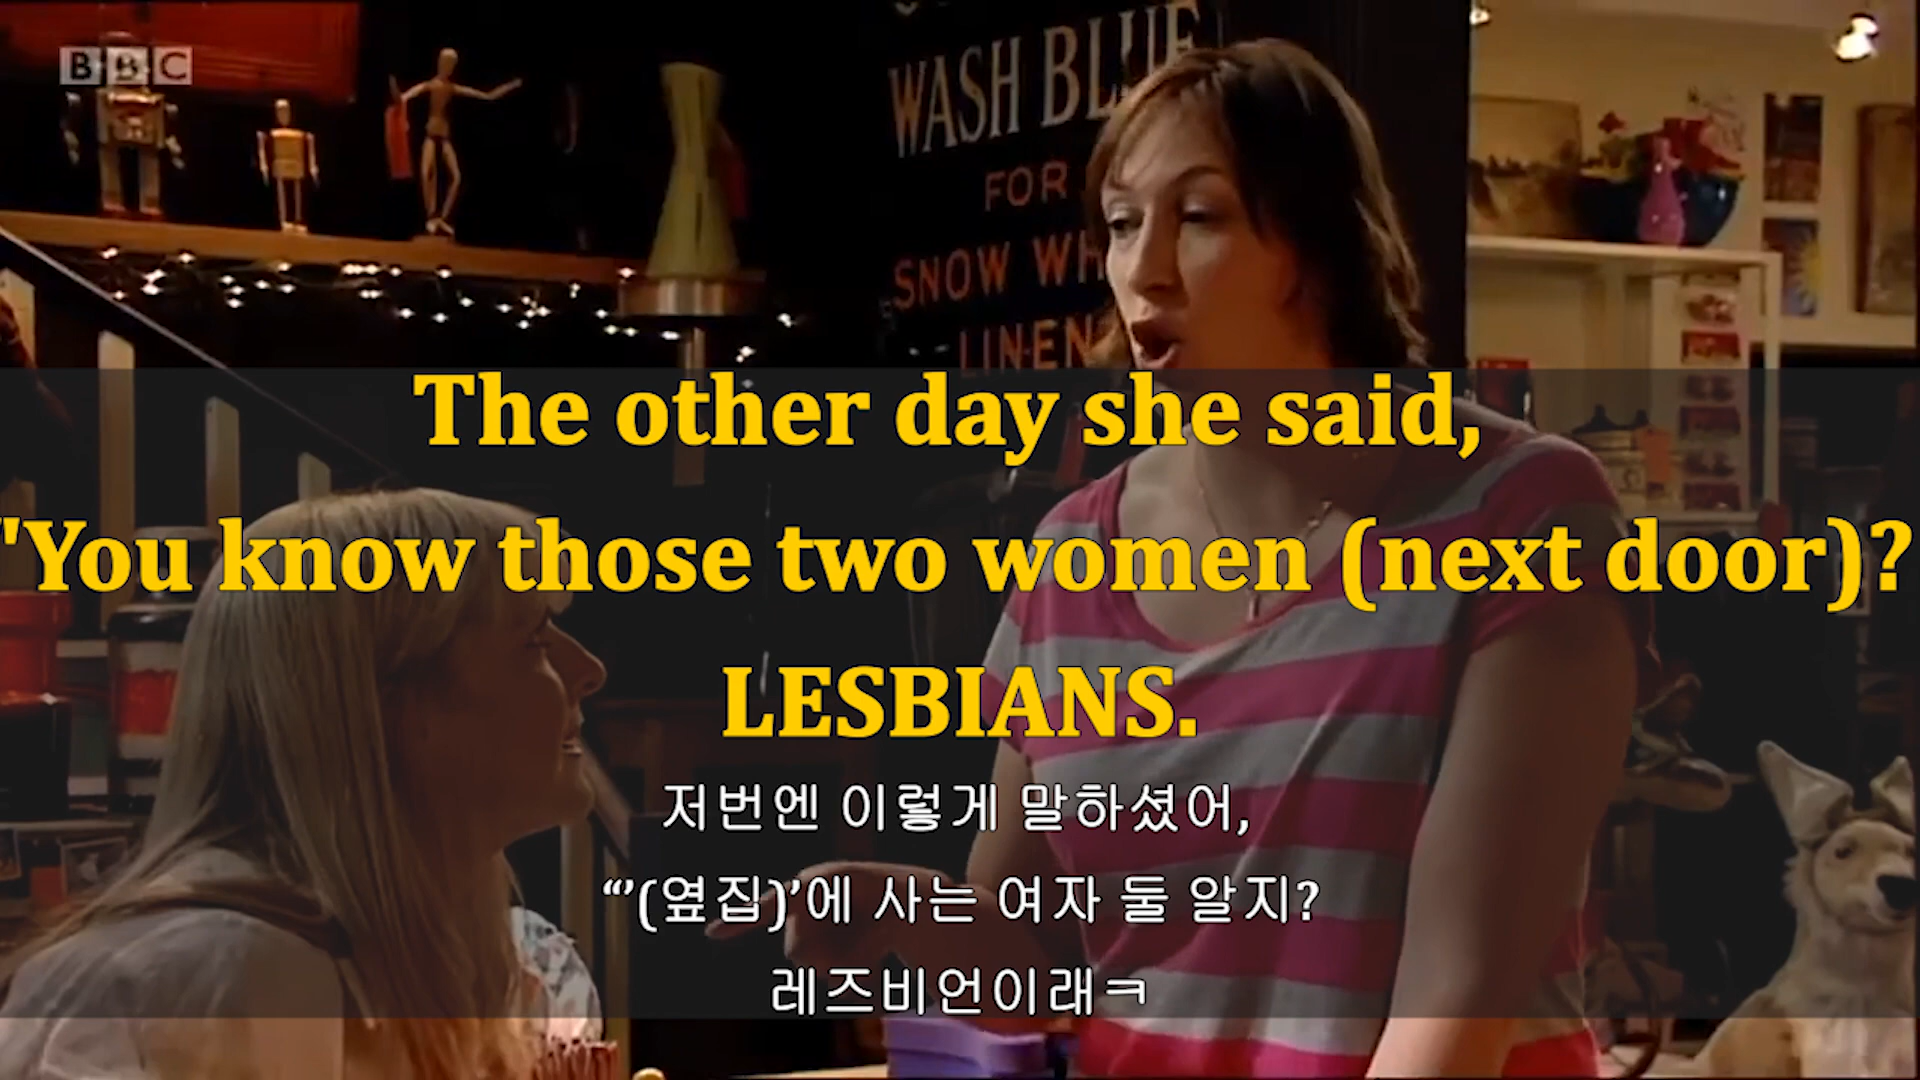 BBC
WASH BLUE
FOR
SNOW WH
LINEN
The other day she said,
"You know those two women (next door)?
LESBIANS.
저번엔 이렇게 말하셨어,
“’(옆집)’에 사는 여자 둘 알지?
레즈비언이래ㅋ